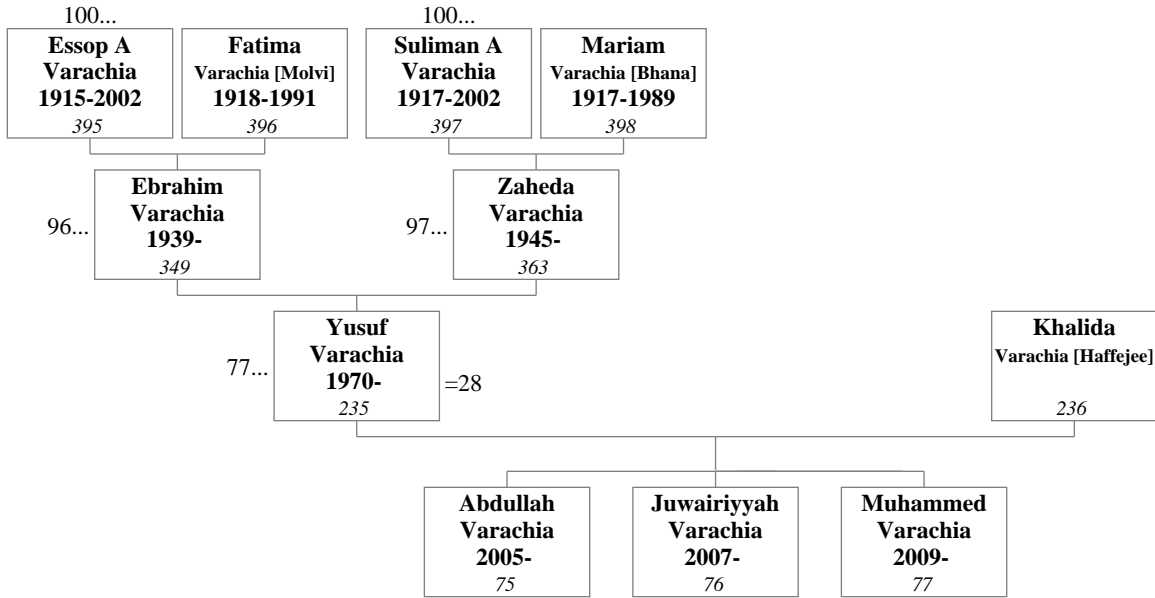 100...
Essop A
Varachia
1915-2002
395
Fatima
Varachia [Molvi]
1918-1991
396
100...
Suliman A
Varachia
1917-2002
397
Mariam
Varachia [Bhana]
1917-1989
398
96...
Ebrahim
Varachia
1939-
349
97...
Zaheda
Varachia
1945-
363
77...
Yusuf
Varachia
1970-
235
=28
Khalida
Varachia [Haffejee]
236
Abdullah
Varachia
2005-
75
Juwairiyyah
Varachia
2007-
76
Muhammed
Varachia
2009-
77